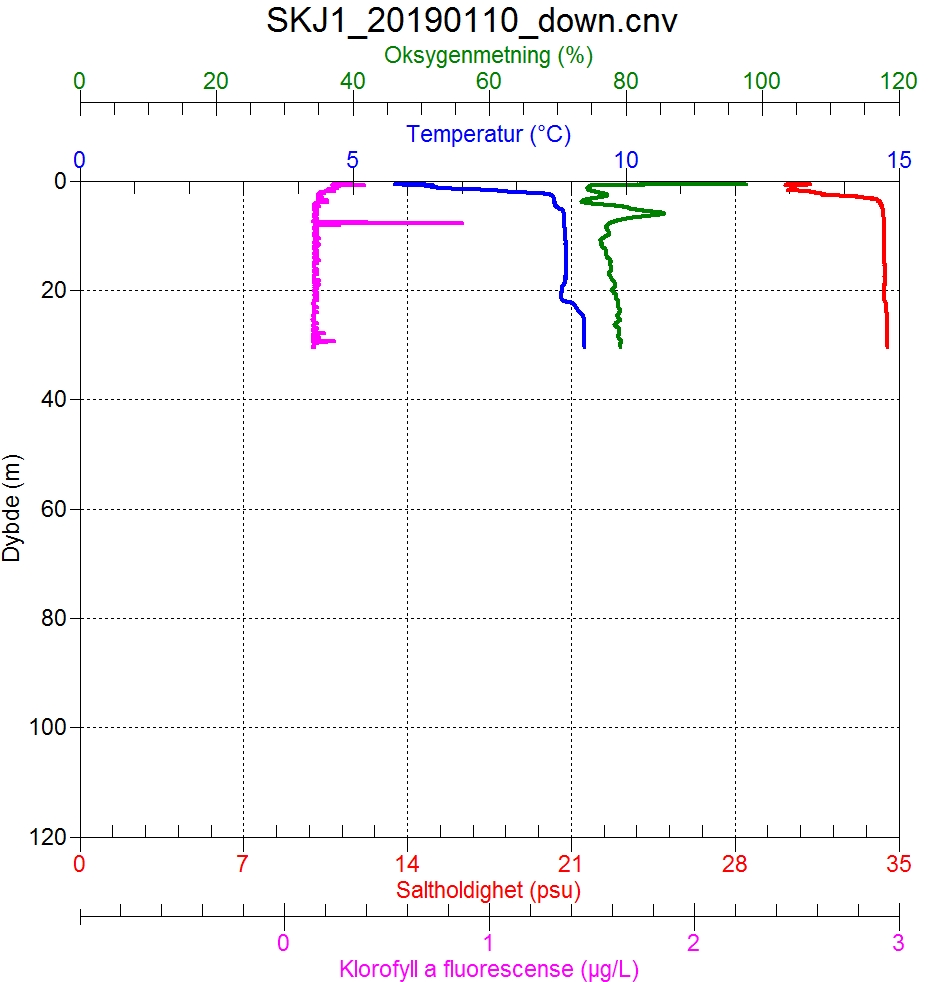 SKJ1_20190110_down.cnv
Oksygenmetning (%)
0 20 40 60 80 100 120
Temperatur (°C)
0 5 10 15
0
20
40
60
80
100
120
Dybde (m)
0 7 14 21 28 35
Saltholdighet (psu)
0 1 2 3
Klorofyll a fluorescense (µg/L)